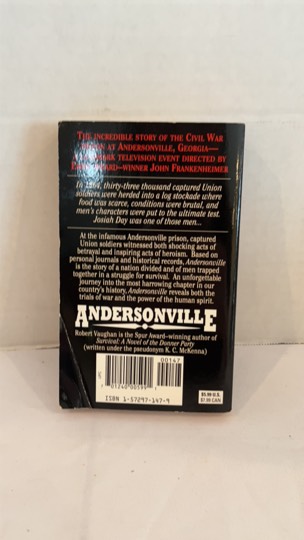 THE INCREDIBLE STORY OF THE CIVIL WAR
AT ANDERSONVILLE, GEORGIA—
TELEVISION EVENT DIRECTED BY
–WINNER JOHN FRANKENHEIMER
In thirty-three thousand captured Union
soldiers were herded into a log stockade where
food was scarce, conditions were brutal, and
men's characters were put to the ultimate test.
Josiah Day was one of those men...
At the infamous Andersonville prison, captured
Union soldiers witnessed both shocking acts of
betrayal and inspiring acts of heroism. Based on
personal journals and historical records, Andersonville
is the story of a nation divided and of men trapped
together in a struggle for survival. An unforgettable
journey into the most harrowing chapter in our
country's history, Andersonville reveals both the
trials of war and the power of the human spirit.
ANDERSONVILLE
Robert Vaughan is the Spur Award–winning author of
Survival: A Novel of the Donner Party
(written under the pseudonym K. C. McKenna)
00147
ISBN 1-57297-147-9
$5.99 U.S.
$7.99 CAN